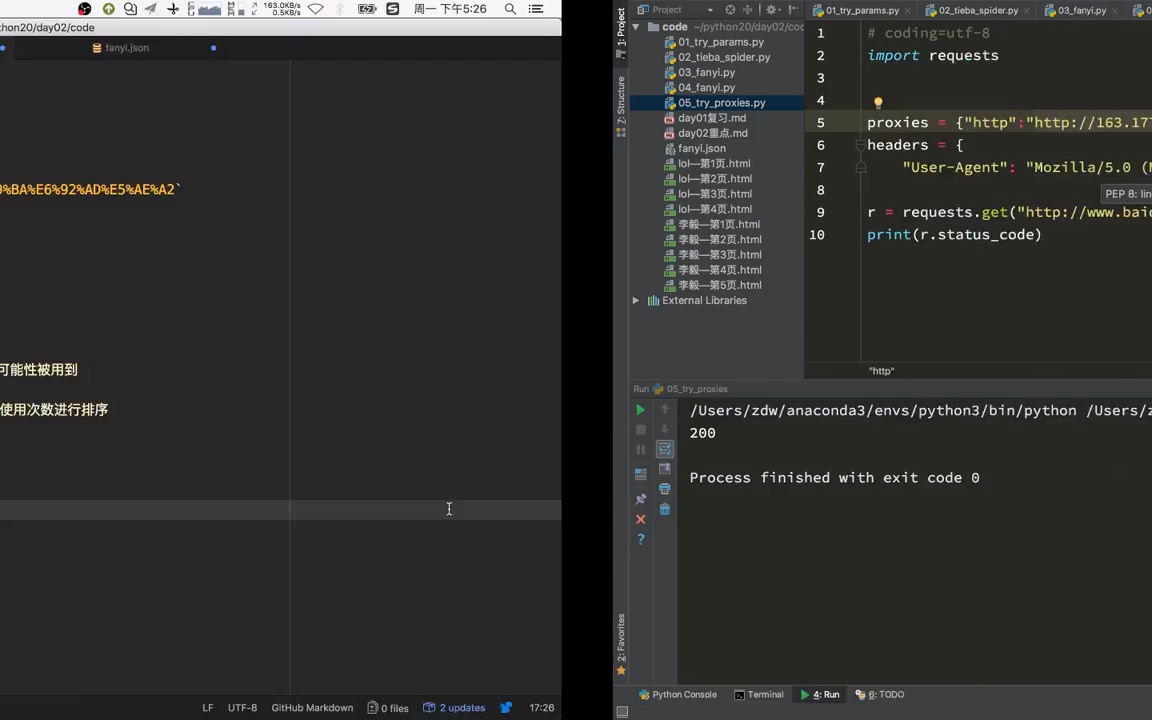 163.0KB/s
0.5KB/s
周一 下午5:26
/python20/day02/code
fanyi.json
9%BA%E6%92%AD%E5%AE%A2`
可能性被用到
使用次数进行排序
LF
UTF-8
GitHub Markdown
0 files
2 updates
17:26
1: Project
7: Structure
2: Favorites
Project
code ~/python20/day02/cod
01_try_params.py
02_tieba_spider.py
03_fanyi.py
04_fanyi.py
05_try_proxies.py
day01复习.md
day02重点.md
fanyi.json
lol—第1页.html
lol—第2页.html
lol—第3页.html
lol—第4页.html
李毅—第1页.html
李毅—第2页.html
李毅—第3页.html
李毅—第4页.html
李毅—第5页.html
External Libraries
01_try_params.py
02_tieba_spider.py
03_fanyi.py
0
1 # coding=utf-8
2 import requests
3
4
5 proxies = {"http":"http://163.177
6 headers = {
7 "User-Agent": "Mozilla/5.0 (M
8
PEP 8: lin
9 r = requests.get("http://www.baid
10 print(r.status_code)
"http"
Run 05_try_proxies
/Users/zdw/anaconda3/envs/python3/bin/python /Users/z
200
Process finished with exit code 0
Python Console
Terminal
4: Run
6: TODO